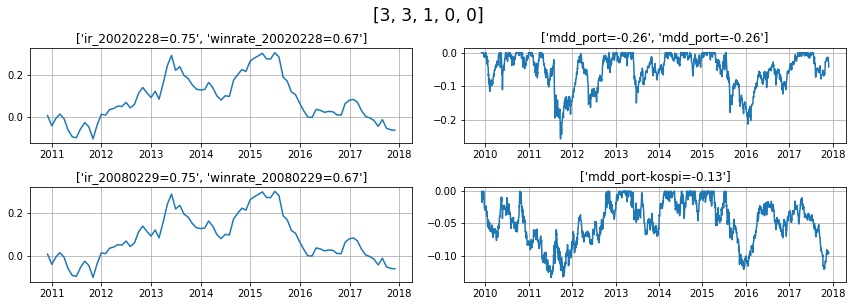 [3, 3, 1, 0, 0]
['ir_20020228=0.75', 'winrate_20020228=0.67']
0.2
0.0
2011 2012 2013 2014 2015 2016 2017 2018
['mdd_port=-0.26', 'mdd_port=-0.26']
0.0
−0.1
−0.2
2010 2011 2012 2013 2014 2015 2016 2017 2018
['ir_20080229=0.75', 'winrate_20080229=0.67']
0.2
0.0
2011 2012 2013 2014 2015 2016 2017 2018
['mdd_port-kospi=-0.13']
0.00
−0.05
−0.10
2010 2011 2012 2013 2014 2015 2016 2017 2018